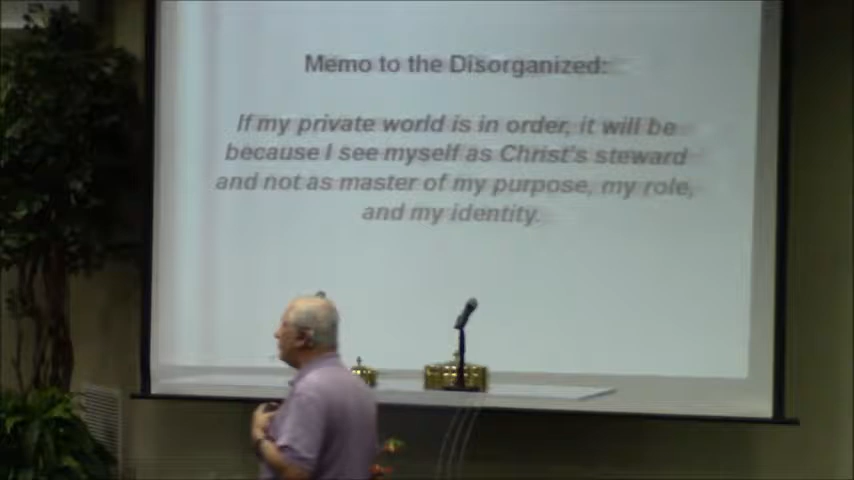 Memo to the Disorganized:
If my private world is in order, it will be
because I see myself as Christ's steward
and not as master of my purpose, my role,
and my identity.